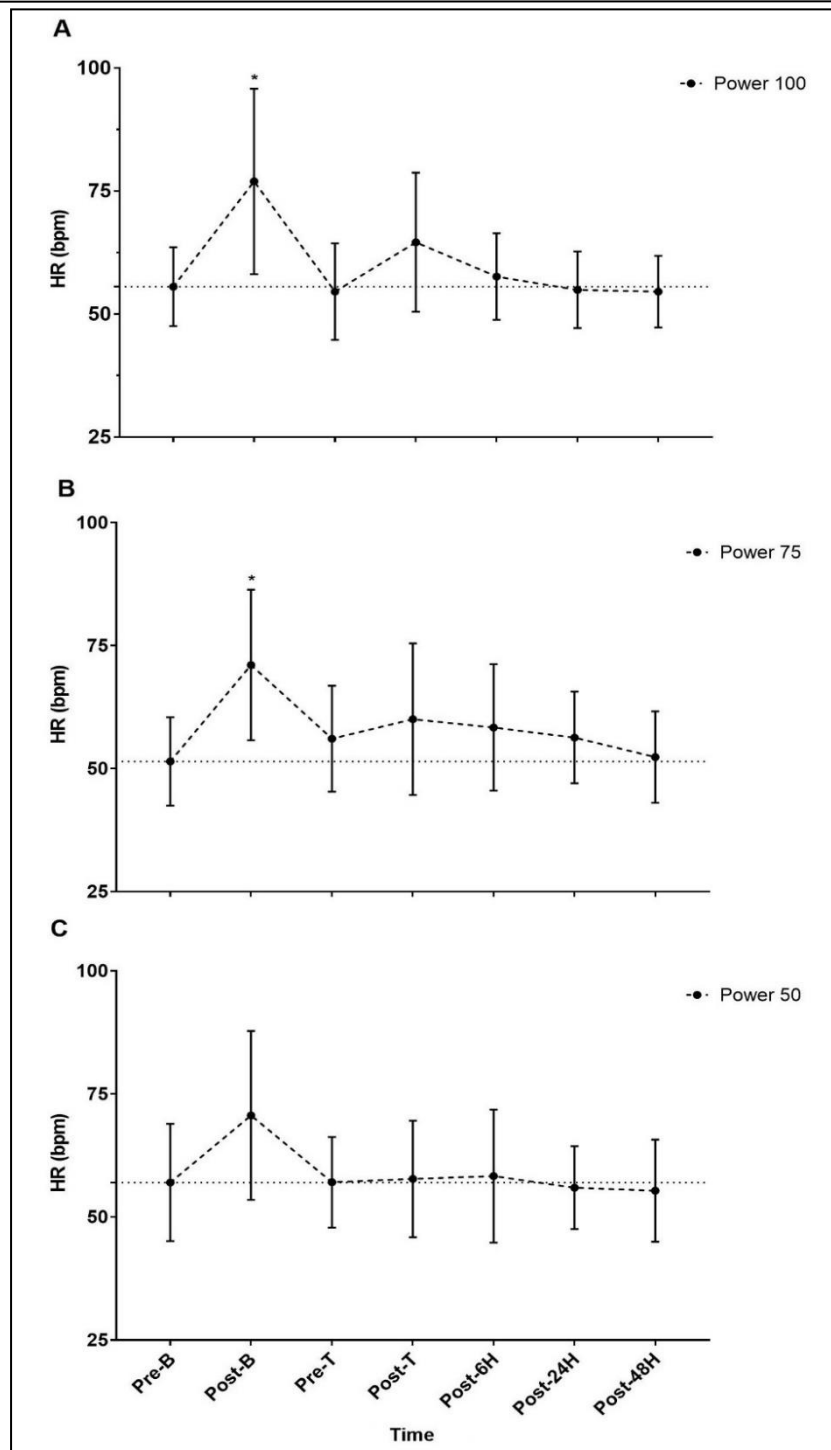 A
100
*
Power 100
75
HR (bpm)
50
25
B
100
Power 75
*
75
HR (bpm)
50
25
C
100
Power 50
75
HR (bpm)
50
25
Pre-B
Post-B
Pre-T
Post-T
Post-6H
Post-24H
Post-48H
Time